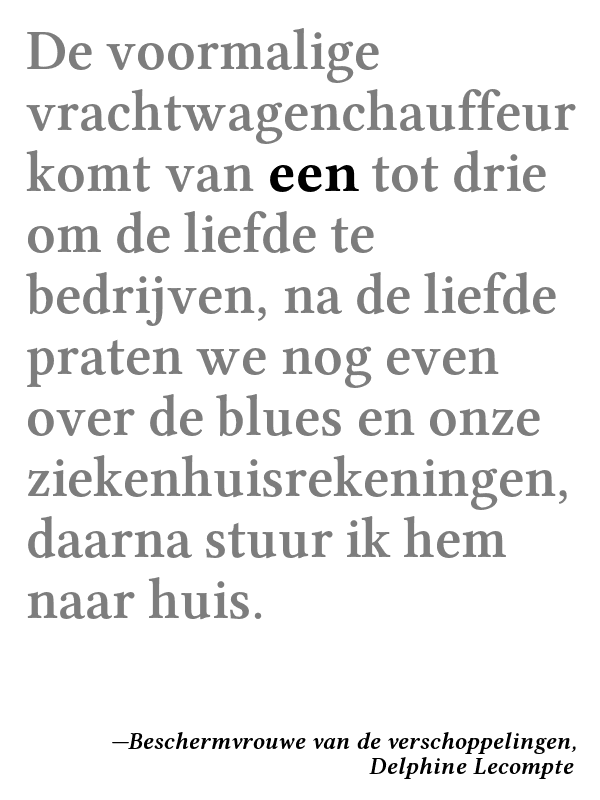 De voormalige
vrachtwagenchauffeur
komt van een tot drie
om de liefde te
bedrijven, na de liefde
praten we nog even
over de blues en onze
ziekenhuisrekeningen,
daarna stuur ik hem
naar huis.
—Beschermvrouwe van de verschoppelingen,
Delphine Lecompte